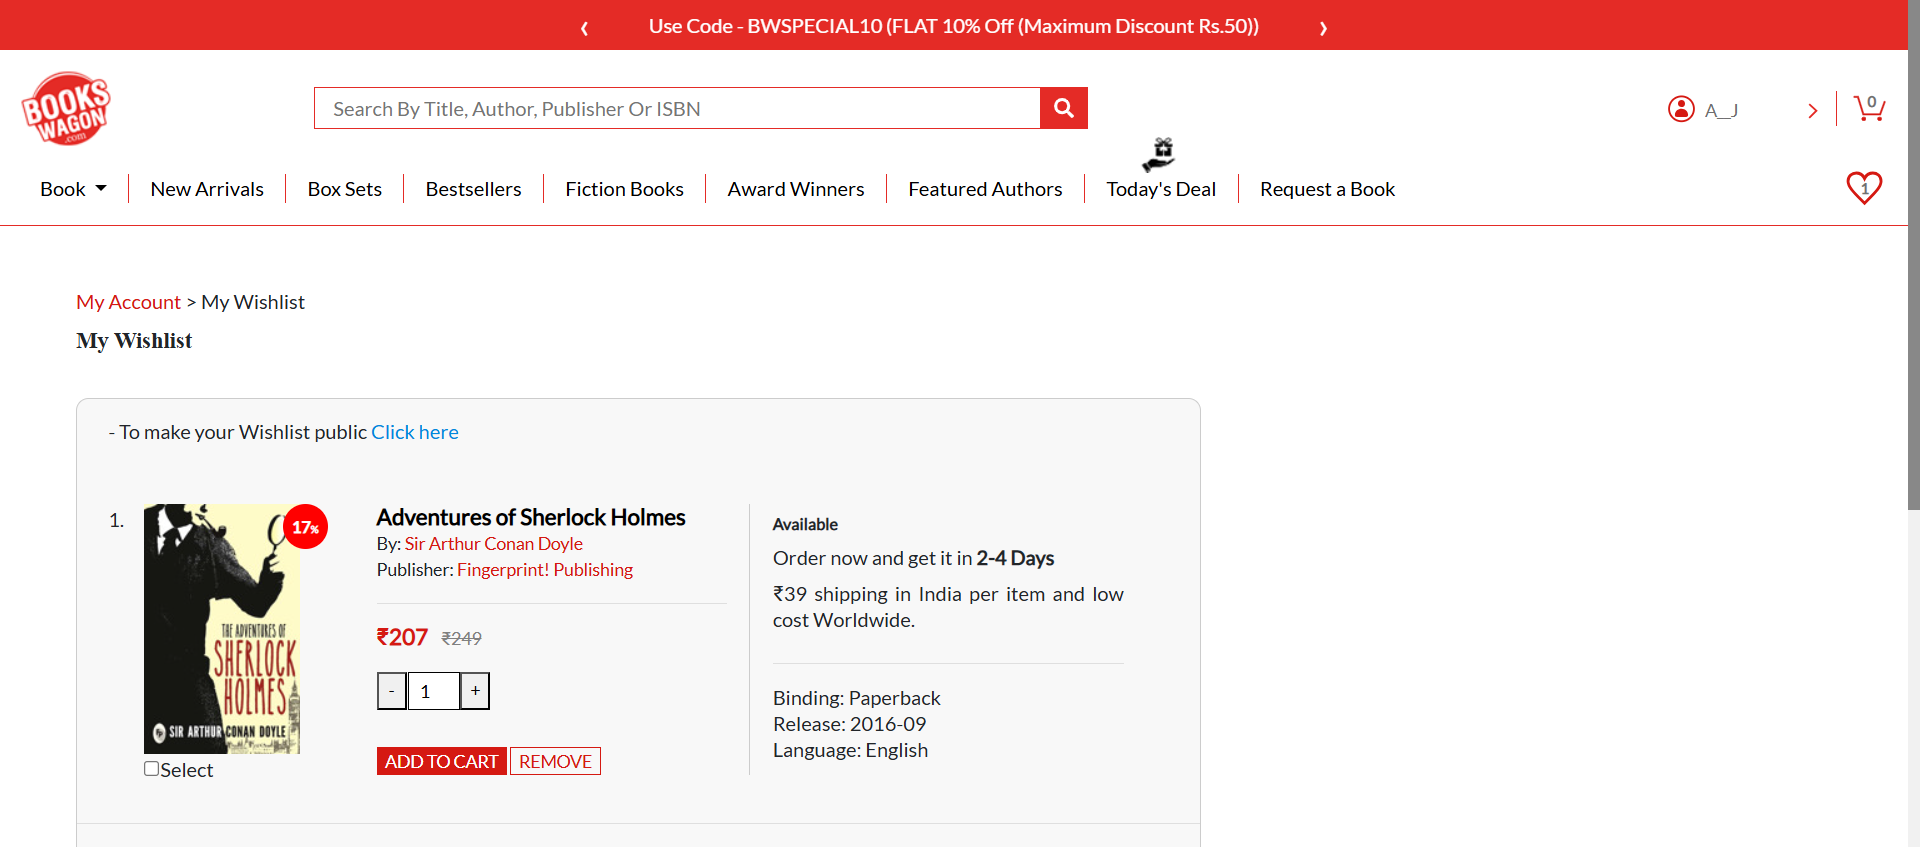 ‹ Use Code - BWSPECIAL10 (FLAT 10% Off (Maximum Discount Rs.50)) ›
BOOKS
WAGON
.com
Search By Title, Author, Publisher Or ISBN
A__J
0
Book
New Arrivals
Box Sets
Bestsellers
Fiction Books
Award Winners
Featured Authors
Today's Deal
Request a Book
1
My Account > My Wishlist
My Wishlist
- To make your Wishlist public Click here
1.
17%
THE ADVENTURES OF
SHERLOCK
HOLMES
SIR ARTHUR CONAN DOYLE
Select
Adventures of Sherlock Holmes
By: Sir Arthur Conan Doyle
Publisher: Fingerprint! Publishing
₹207 ₹249
- 1 +
ADD TO CART REMOVE
Available
Order now and get it in 2-4 Days
₹39 shipping in India per item and low
cost Worldwide.
Binding: Paperback
Release: 2016-09
Language: English